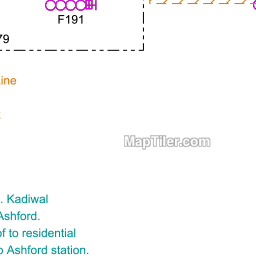 F191
79
ine
MapTiler.com
. Kadiwal
Ashford.
of to residential
o Ashford station.